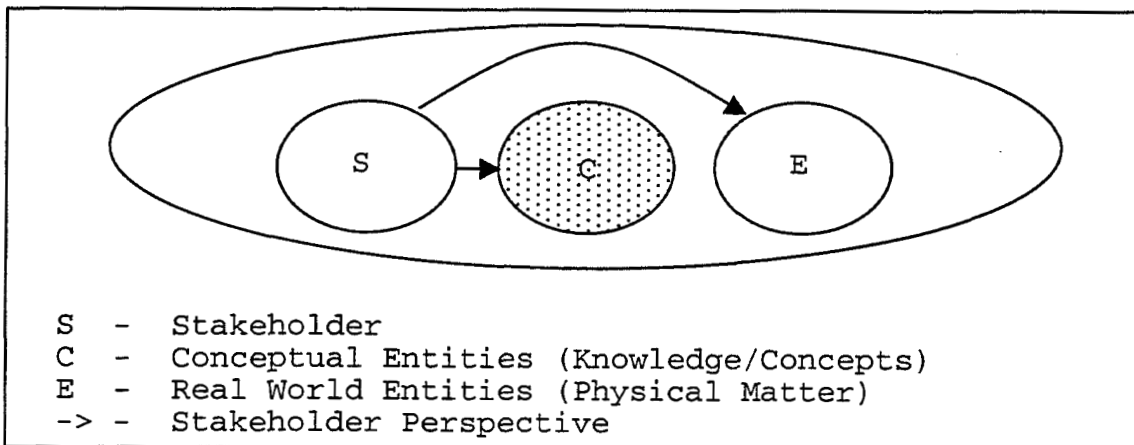 S C E
S - Stakeholder
C - Conceptual Entities (Knowledge/Concepts)
E - Real World Entities (Physical Matter)
-> - Stakeholder Perspective